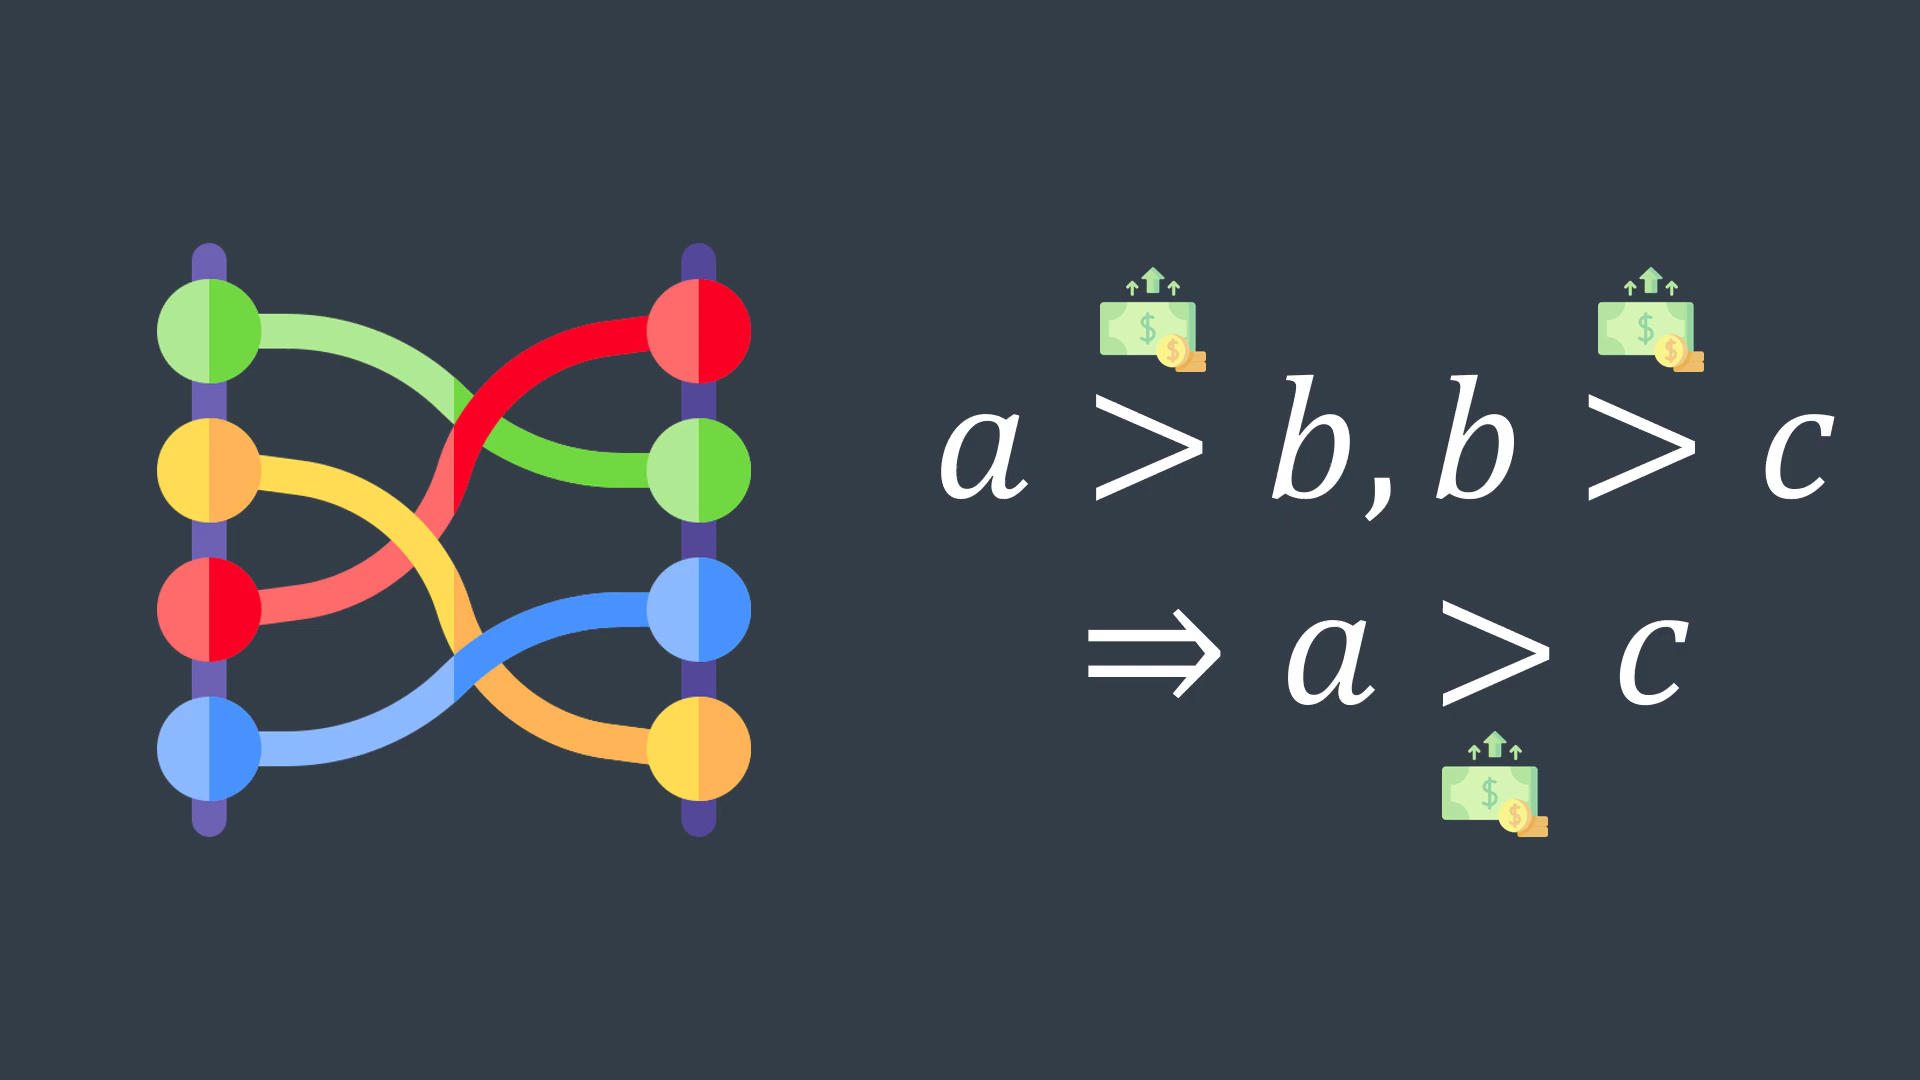 a > b, b > c
⇒ a > c